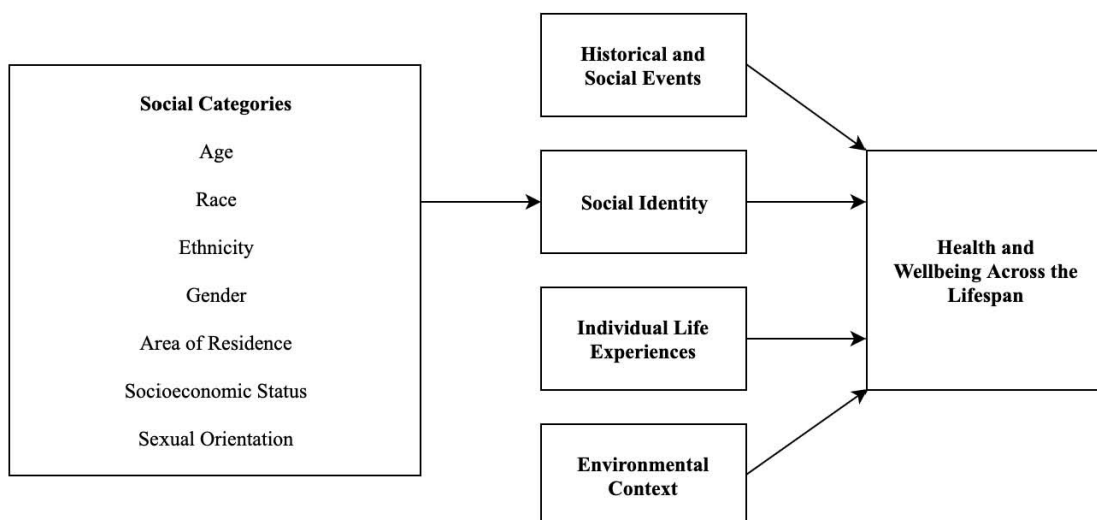 Social Categories
Age
Race
Ethnicity
Gender
Area of Residence
Socioeconomic Status
Sexual Orientation
Historical and
Social Events
Social Identity
Individual Life
Experiences
Environmental
Context
Health and
Wellbeing Across the
Lifespan